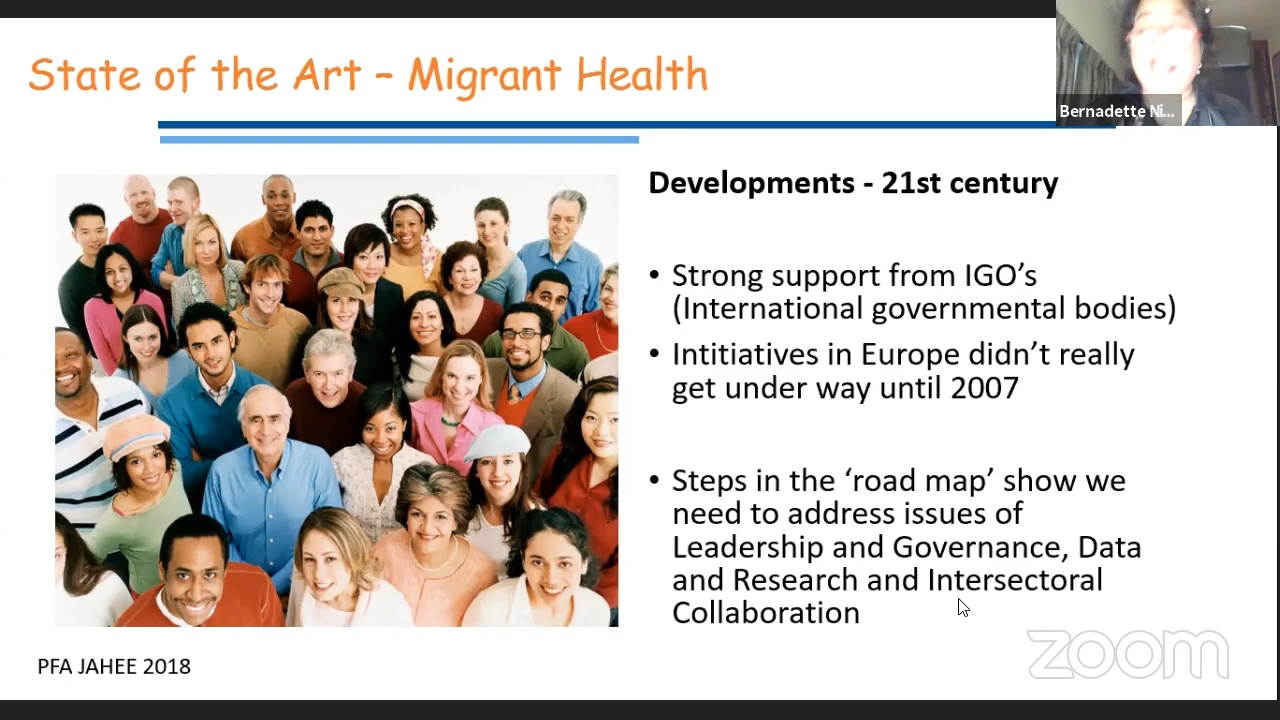 State of the Art – Migrant Health
Bernadette Ni...
Developments - 21st century
• Strong support from IGO’s
(International governmental bodies)
• Intitiatives in Europe didn’t really
get under way until 2007
• Steps in the ‘road map’ show we
need to address issues of
Leadership and Governance, Data
and Research and Intersectoral
Collaboration
zoom
PFA JAHEE 2018